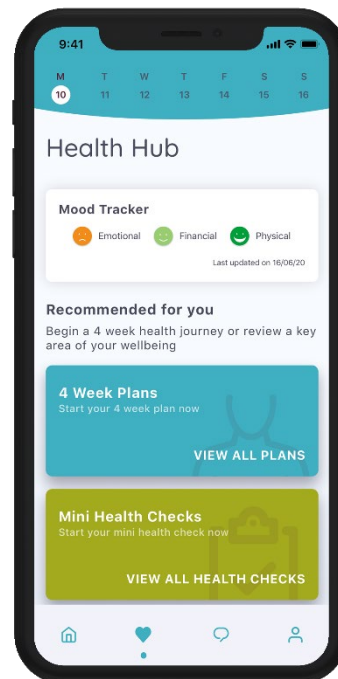 9:41
M T W T F S S
10 11 12 13 14 15 16
Health Hub
Mood Tracker
Emotional Financial Physical
Last updated on 16/06/20
Recommended for you
Begin a 4 week health journey or review a key
area of your wellbeing
4 Week Plans
Start your 4 week plan now
VIEW ALL PLANS
Mini Health Checks
Start your mini health check now
VIEW ALL HEALTH CHECKS